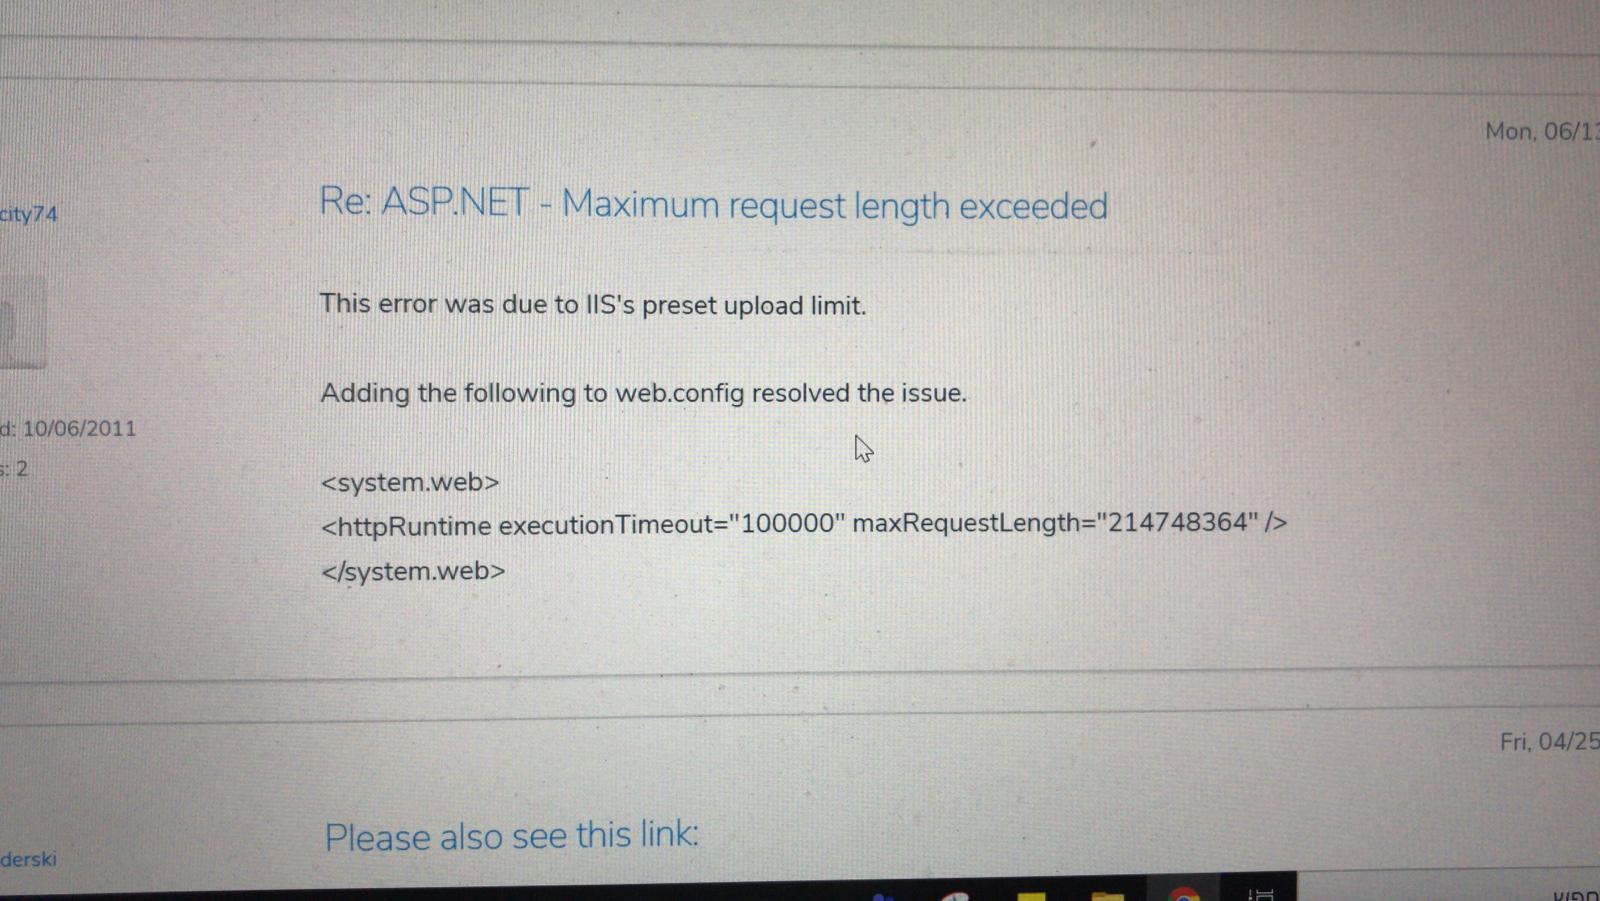 Mon, 06/13
Re: ASP.NET - Maximum request length exceeded
city74
This error was due to IIS's preset upload limit.
Adding the following to web.config resolved the issue.
d: 10/06/2011
s: 2
<system.web>
<httpRuntime executionTimeout="100000" maxRequestLength="214748364" />
</system.web>
Fri, 04/25
Please also see this link:
derski